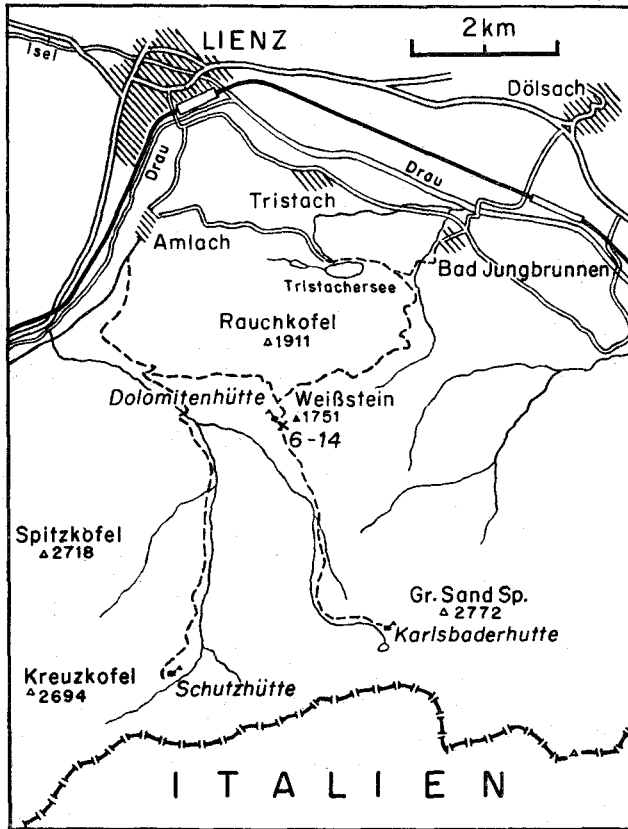 Isel
LIENZ
2km
Dölsach
Drau
Drau
Tristach
Amlach
Bad Jungbrunnen
Tristachersee
Rauchkofel
1911
Dolomitenhütte
Weißstein
1751
6-14
Spitzkofel
2718
Gr. Sand Sp.
2772
Karlsbaderhutte
Kreuzkofel
2694
Schutzhütte
ITALIEN